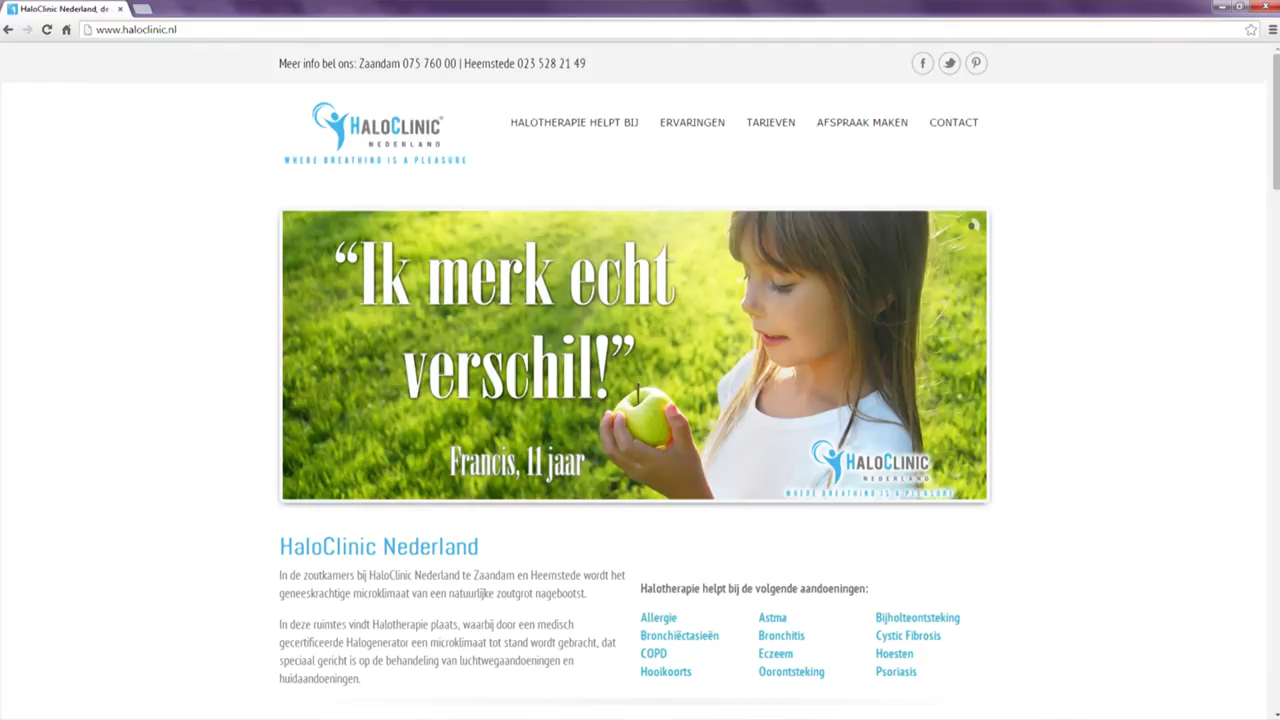 HaloClinic Nederland, de
www.haloclinic.nl
Meer info bel ons: Zaandam 075 760 00 | Heemstede 023 528 21 49
HALOCLINIC
NEDERLAND
WHERE BREATHING IS A PLEASURE
HALOTHERAPIE HELPT BIJ ERVARINGEN TARIEVEN AFSPRAAK MAKEN CONTACT
“Ik merk echt
verschil!”
Francis, 11 jaar
HALOCLINIC
NEDERLAND
WHERE BREATHING IS A PLEASURE
HaloClinic Nederland
In de zoutkamers bij HaloClinic Nederland te Zaandam en Heemstede wordt het
geneeskrachtige microklimaat van een natuurlijke zoutgrot nagebootst.
In deze ruimtes vindt Halotherapie plaats, waarbij door een medisch
gecertificeerde Halogenerator een microklimaat tot stand wordt gebracht, dat
speciaal gericht is op de behandeling van luchtwegaandoeningen en
huidaandoeningen.
Halotherapie helpt bij de volgende aandoeningen:
Allergie Astma Bijholteontsteking
Bronchiëctasieën Bronchitis Cystic Fibrosis
COPD Eczeem Hoesten
Hooikoorts Oorontsteking Psoriasis